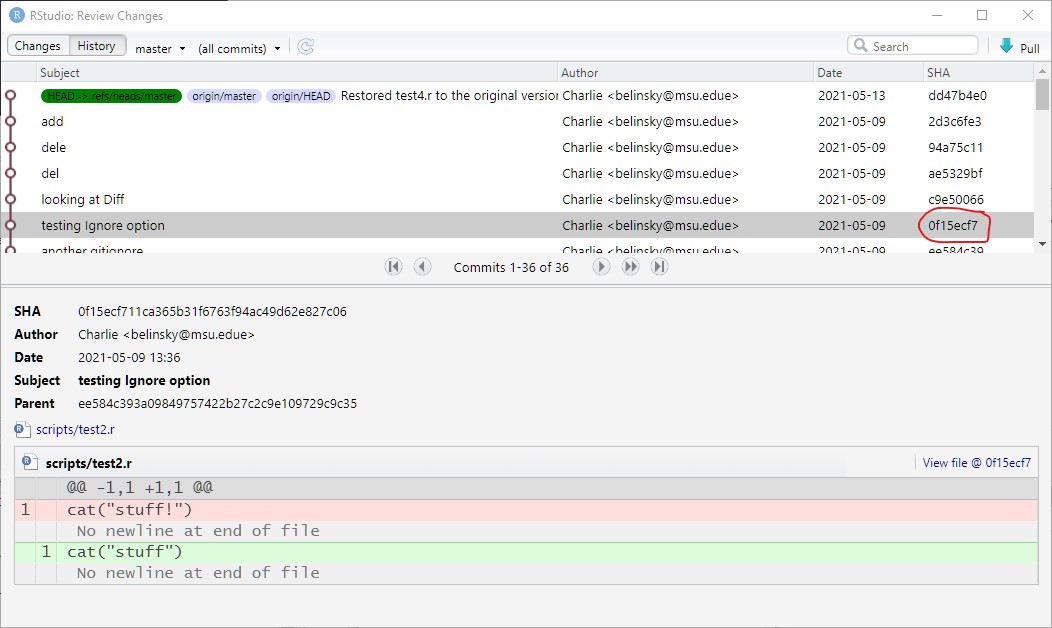 RStudio: Review Changes
Changes History master (all commits) Search Pull
Subject Author Date SHA
HEAD -> refs/heads/master origin/master origin/HEAD Restored test4.r to the original version Charlie <belinsky@msu.edue> 2021-05-13 dd47b4e0
add Charlie <belinsky@msu.edue> 2021-05-09 2d3c6fe3
dele Charlie <belinsky@msu.edue> 2021-05-09 94a75c11
del Charlie <belinsky@msu.edue> 2021-05-09 ae5329bf
looking at Diff Charlie <belinsky@msu.edue> 2021-05-09 c9e50066
testing Ignore option Charlie <belinsky@msu.edue> 2021-05-09 0f15ecf7
another gitignore Charlie <belinsky@msu.edue> 2021-05-09 ee584c39
Commits 1-36 of 36
SHA 0f15ecf711ca365b31f6763f94ac49d62e827c06
Author Charlie <belinsky@msu.edue>
Date 2021-05-09 13:36
Subject testing Ignore option
Parent ee584c393a09849757422b27c2c9e109729c9c35
scripts/test2.r
scripts/test2.r View file @ 0f15ecf7
@@ -1,1 +1,1 @@
1 cat("stuff!")
No newline at end of file
1 cat("stuff")
No newline at end of file